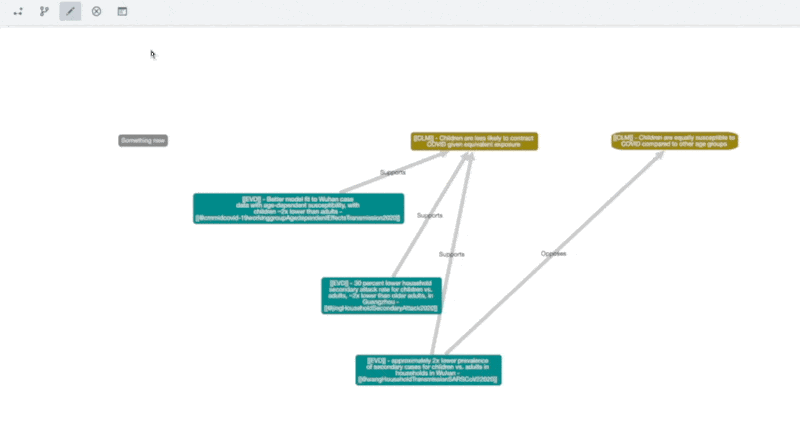 Something new
[[CLM]] - Children are less likely to contract
COVID given equivalent exposure
[[CLM]] - Children are equally susceptible to
COVID compared to other age groups
Supports
[[EVD]] - Better model fit to Wuhan case
data with age-dependent susceptibility, with
children ~2x lower than adults -
[[@cmmidcovid-19workinggroupAgedependentEffectsTransmission2020]]
Supports
Supports
Opposes
[[EVD]] - 30 percent lower household
secondary attack rate for children vs.
adults, ~2x lower than older adults, in
Guangzhou -
[[@jingHouseholdSecondaryAttack2020]]
[[EVD]] - approximately 2x lower prevalence
of secondary cases for children vs. adults in
households in Wuhan -
[[@wangHouseholdTransmissionSARSCoV22020]]